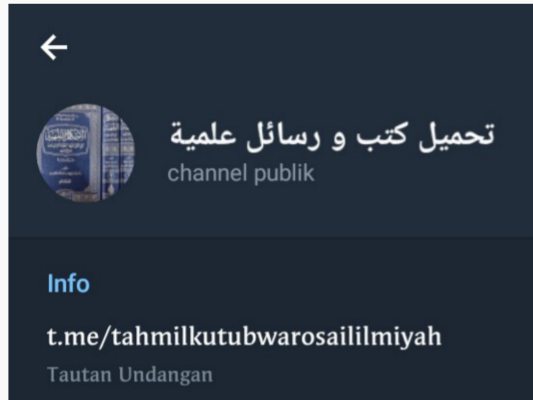 تحميل كتب و رسائل علمية
channel publik
Info
t.me/tahmilkutubwarosaililmiyah
Tautan Undangan